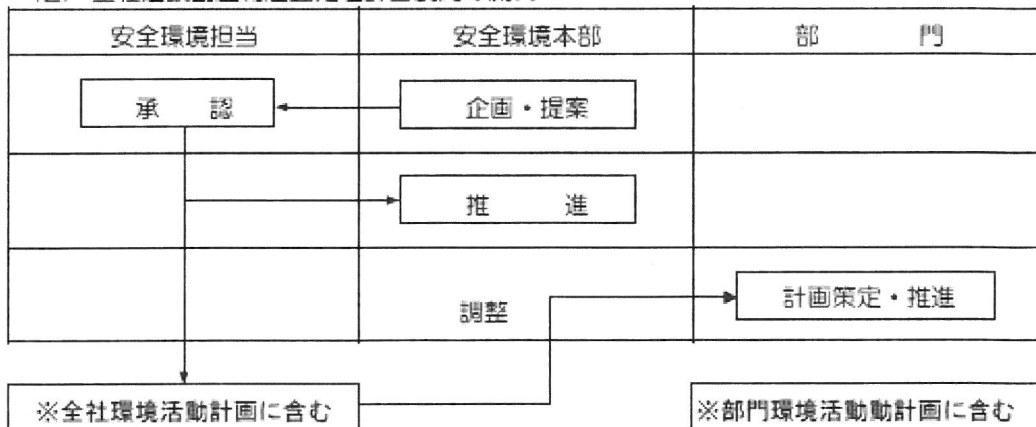 安全環境担当 安全環境本部 部 門
承 認 企画・提案
推 進
調整 計画策定・推進
※全社環境活動計画に含む ※部門環境活動動計画に含む